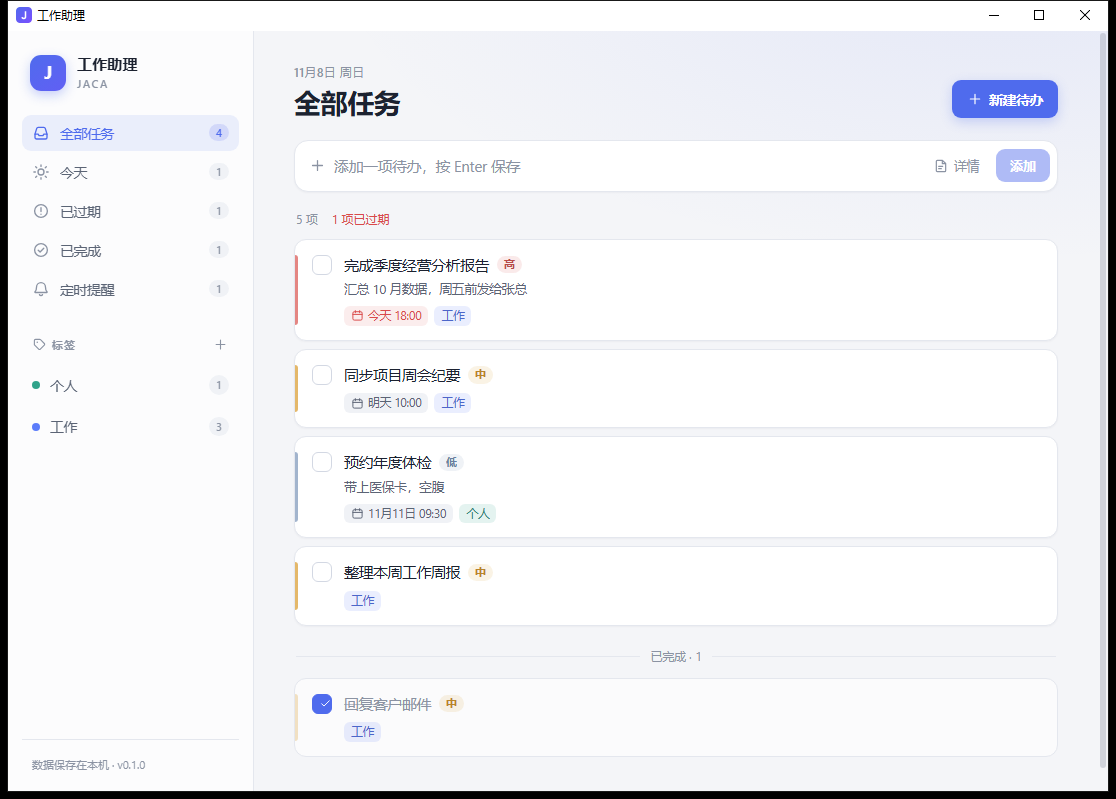 J 工作助理
J
工作助理
JACA
全部任务 4
今天 1
已过期 1
已完成 1
定时提醒 1
标签
个人 1
工作 3
数据保存在本机 · v0.1.0
11月8日 周日
全部任务
新建待办
添加一项待办，按 Enter 保存
详情
添加
5 项 1 项已过期
完成季度经营分析报告 高
汇总 10 月数据，周五前发给张总
今天 18:00 工作
同步项目周会纪要 中
明天 10:00 工作
预约年度体检 低
带上医保卡，空腹
11月11日 09:30 个人
整理本周工作周报 中
工作
已完成 · 1
回复客户邮件 中
工作